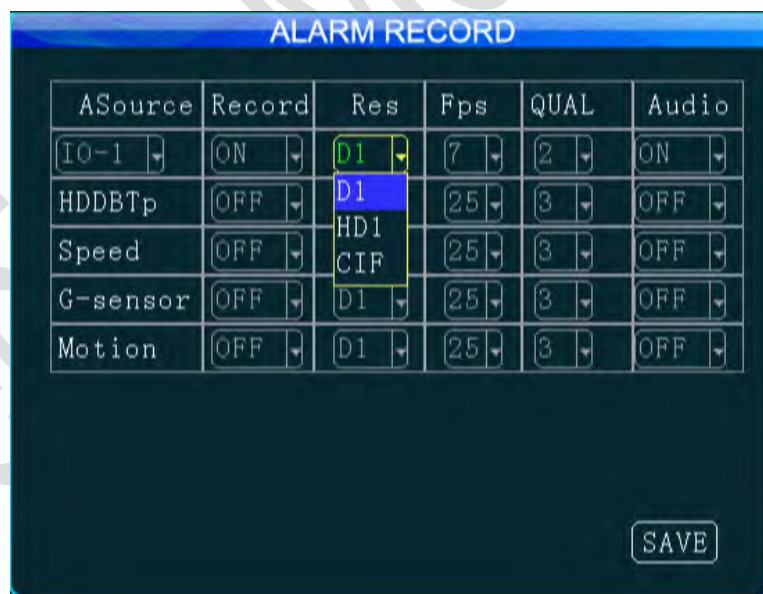 ALARM RECORD
ASource Record Res Fps QUAL Audio
IO-1 ON D1 7 2 ON
HDDBTp OFF D1 25 3 OFF
HD1
Speed OFF CIF 25 3 OFF
G-sensor OFF D1 25 3 OFF
Motion OFF D1 25 3 OFF
SAVE